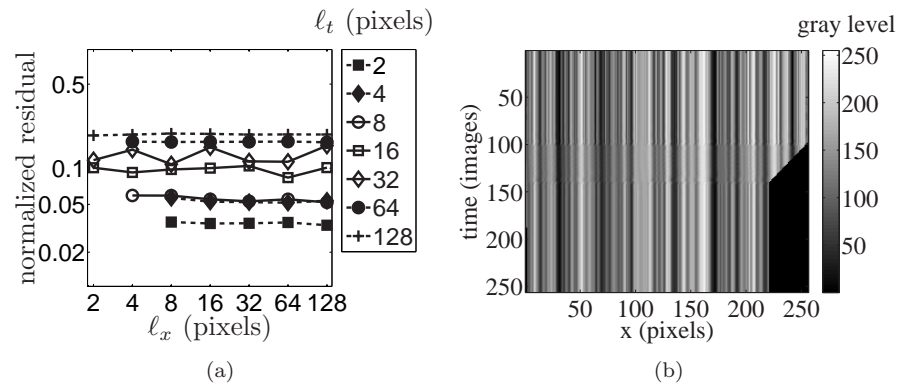 ℓt (pixels)
0.5
0.1
0.05
0.02
normalized residual
2
4
8
16
32
64
128
2 4 8 16 32 64 128
ℓx (pixels)
(a)
gray level
50
100
150
200
250
time (images)
50 100 150 200 250
x (pixels)
250
200
150
100
50
(b)